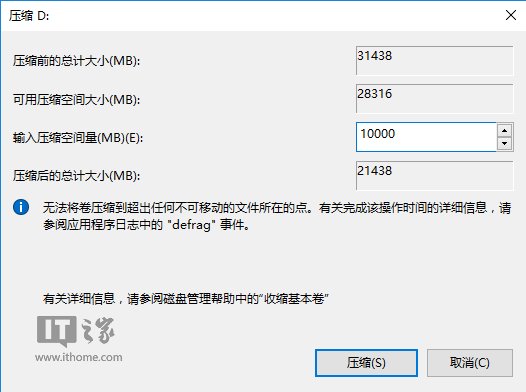 压缩 D:
压缩前的总计大小(MB): 31438
可用压缩空间大小(MB): 28316
输入压缩空间量(MB)(E): 10000
压缩后的总计大小(MB): 21438
无法将卷压缩到超出任何不可移动的文件所在的点。有关完成该操作时间的详细信息，请
参阅应用程序日志中的 "defrag" 事件。
有关详细信息，请参阅磁盘管理帮助中的“收缩基本卷”
IT之家
www.ithome.com
压缩(S) 取消(C)